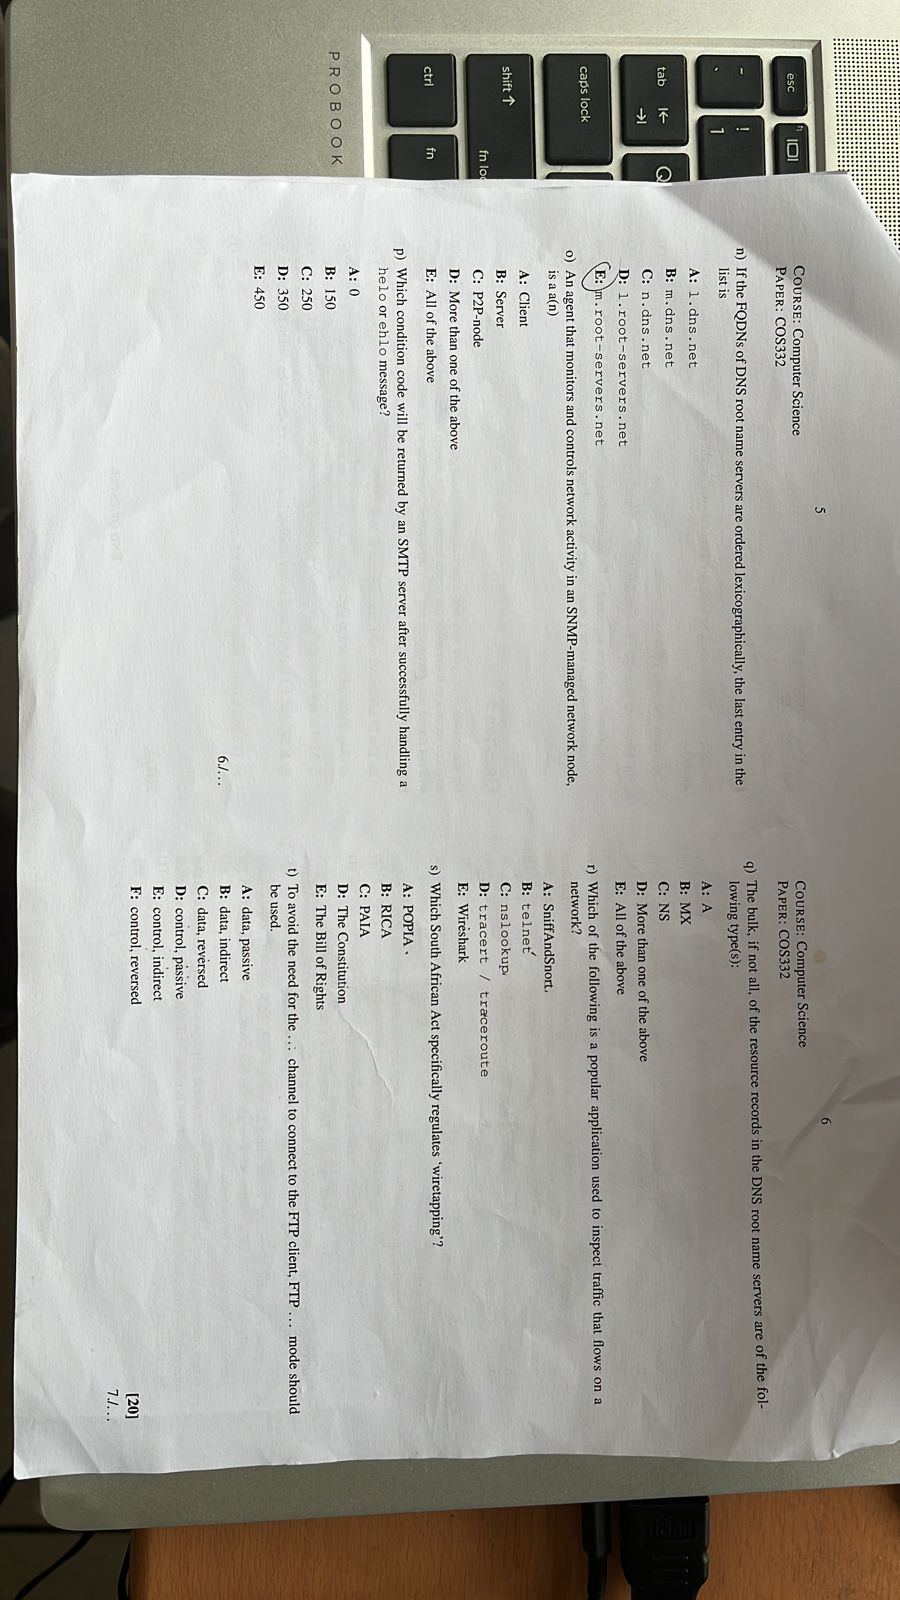 esc
f1
~
`
!
1
tab
Q
caps lock
shift
fn
ctrl
fn
PROBOOK
5
COURSE: Computer Science
PAPER: COS332
n) If the FQDNs of DNS root name servers are ordered lexicographically, the last entry in the
list is
A: l.dns.net
B: m.dns.net
C: n.dns.net
D: l.root-servers.net
E: m.root-servers.net
o) An agent that monitors and controls network activity in an SNMP-managed network node,
is a a(n)
A: Client
B: Server
C: P2P-node
D: More than one of the above
E: All of the above
p) Which condition code will be returned by an SMTP server after successfully handling a
helo or ehlo message?
A: 0
B: 150
C: 250
D: 350
E: 450
6./...
6
COURSE: Computer Science
PAPER: COS332
q) The bulk, if not all, of the resource records in the DNS root name servers are of the fol-
lowing type(s):
A: A
B: MX
C: NS
D: More than one of the above
E: All of the above
r) Which of the following is a popular application used to inspect traffic that flows on a
network?
A: SniffAndSnort
B: telnet
C: nslookup
D: tracert / traceroute
E: Wireshark
s) Which South African Act specifically regulates ‘wiretapping’?
A: POPIA
B: RICA
C: PAIA
D: The Constitution
E: The Bill of Rights
t) To avoid the need for the ... channel to connect to the FTP client, FTP ... mode should
be used.
A: data, passive
B: data, indirect
C: data, reversed
D: control, passive
E: control, indirect
F: control, reversed
[20]
7./...